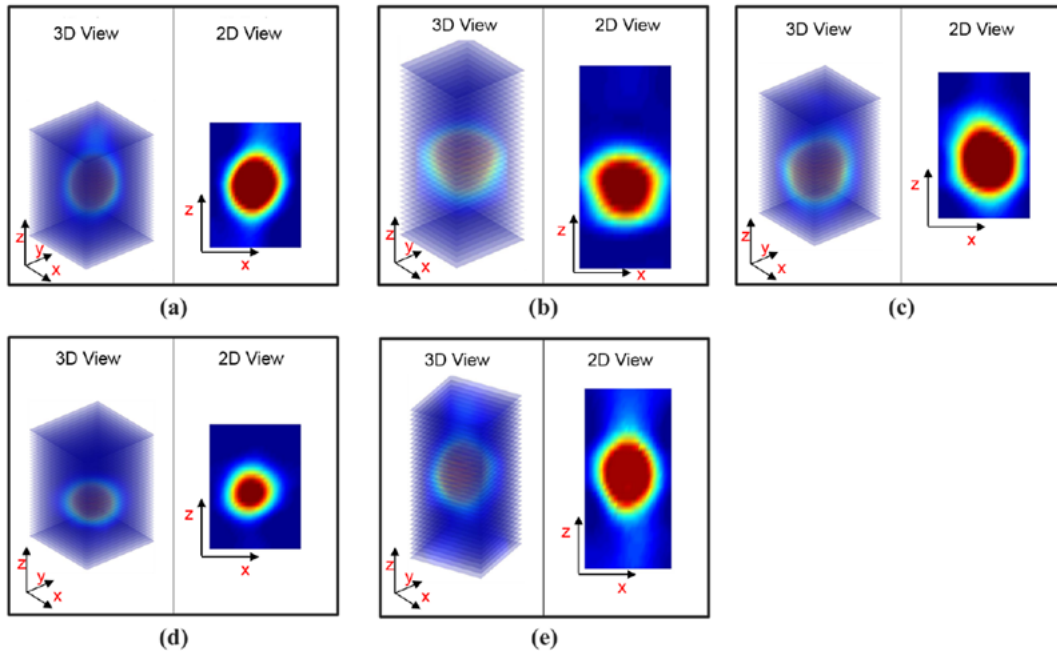 3D View 2D View
z y x z x
(a)
3D View 2D View
z y x z x
(b)
3D View 2D View
z y x z x
(c)
3D View 2D View
z y x z x
(d)
3D View 2D View
z y x z x
(e)